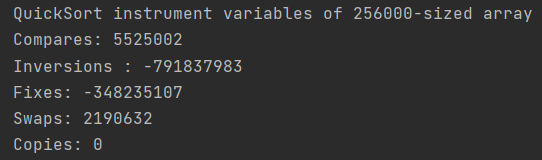 QuickSort instrument variables of 256000-sized array
Compares: 5525002
Inversions : -791837983
Fixes: -348235107
Swaps: 2190632
Copies: 0